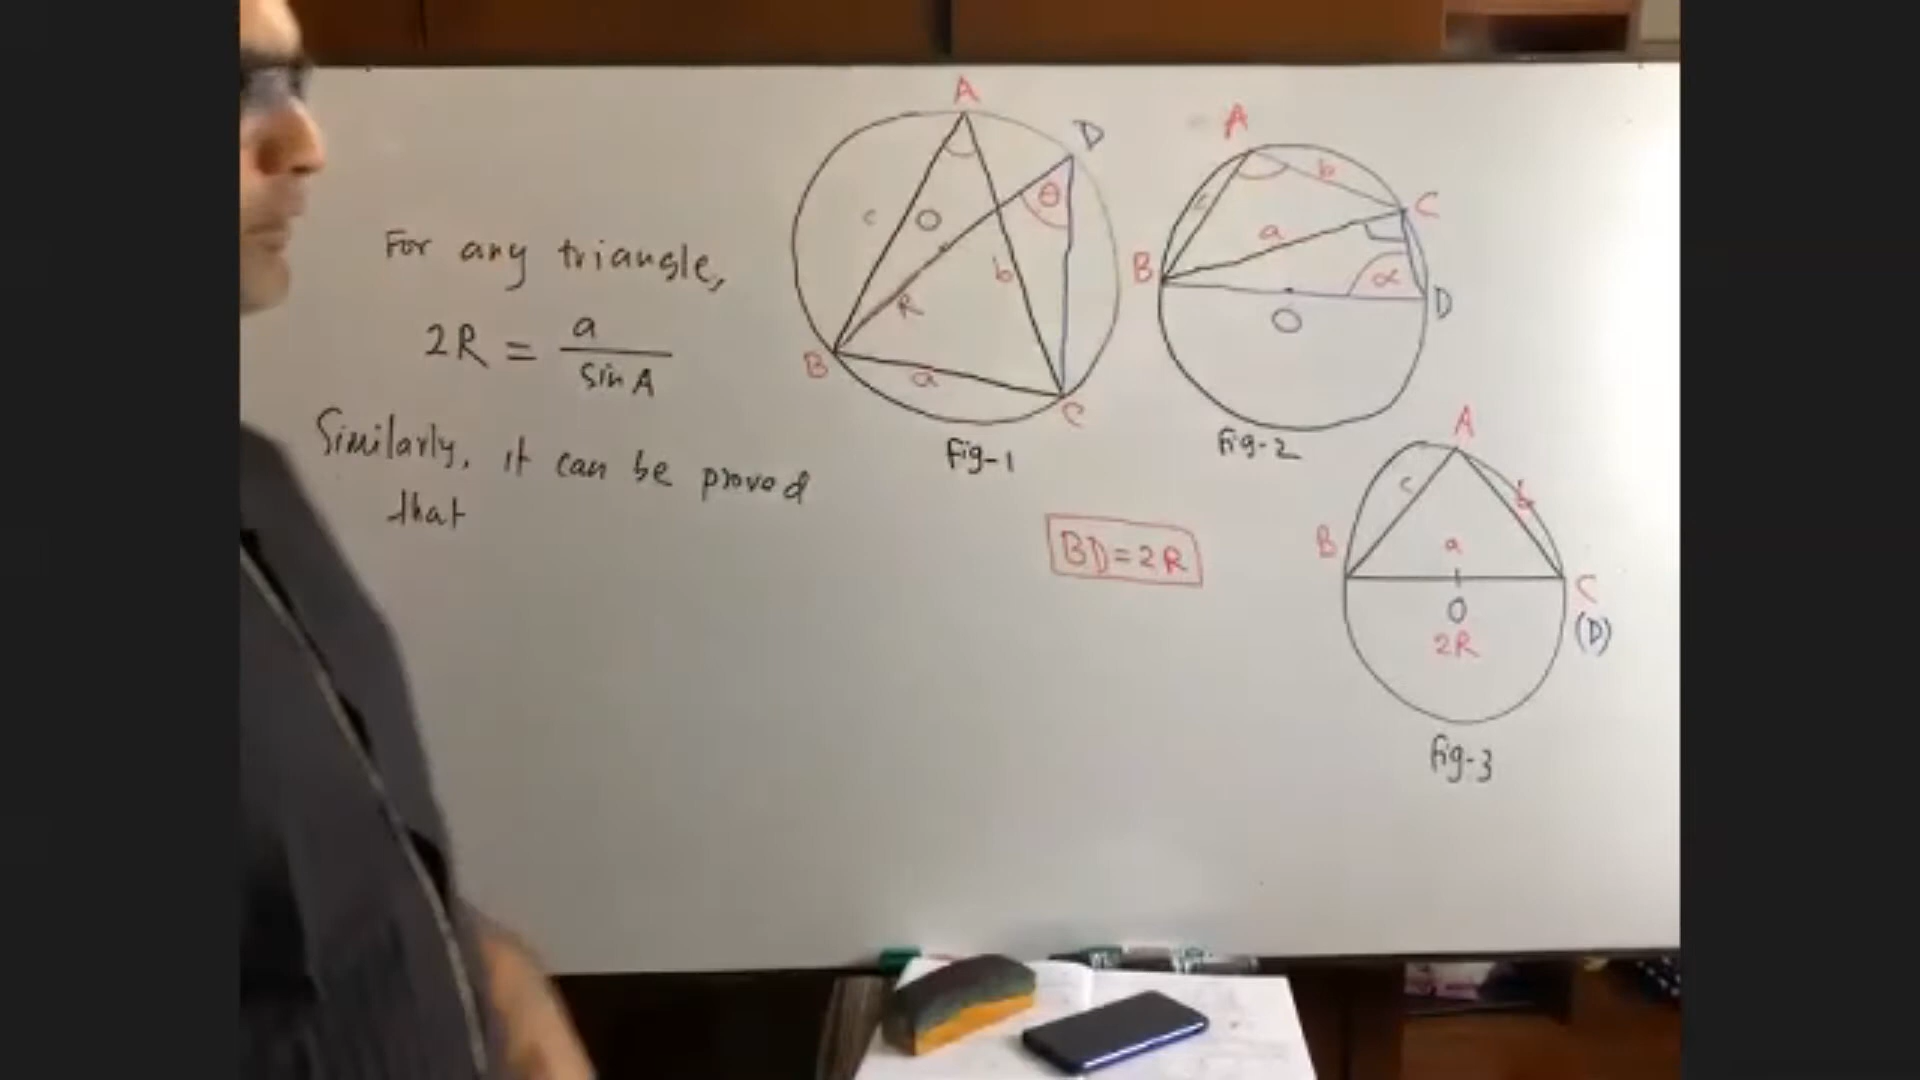 For any triangle,
2R = a / sin A
Similarly, it can be proved
that
A
D
θ
c
O
b
R
B
a
C
Fig-1
A
b
c
C
a
B
α
D
O
Fig-2
BD = 2R
A
c
b
B
a
C
O
(D)
2R
Fig-3